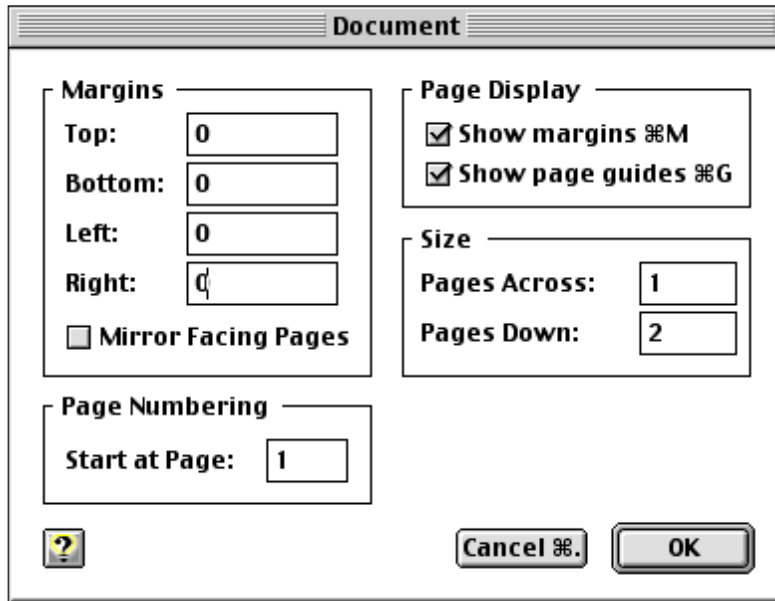 Document
Margins
Top: 0
Bottom: 0
Left: 0
Right: 0
Mirror Facing Pages
Page Display
Show margins ⌘M
Show page guides ⌘G
Size
Pages Across: 1
Pages Down: 2
Page Numbering
Start at Page: 1
?
Cancel ⌘.
OK